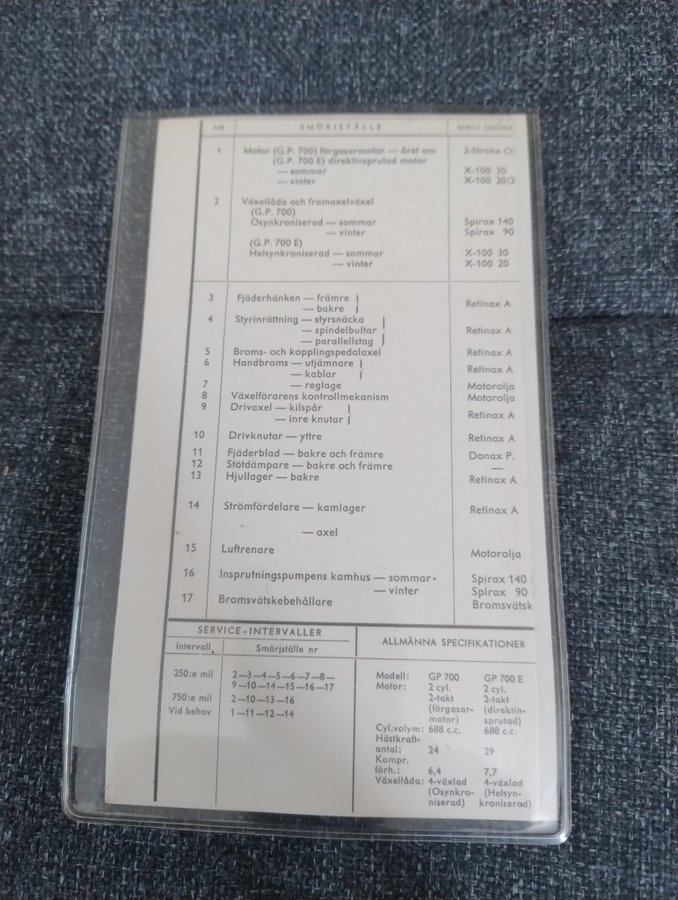 NR SMÖRJSTÄLLE SHELL SMÖRJM
1 Motor (G.P. 700) förgasarmotor — året om 2-Stroke Oi
(G.P. 700 E) direktinsprutad motor
— sommar X-100 30
— vinter X-100 20/2
2 Växellåda och framaxelväxel
(G.P. 700)
Osynkroniserad — sommar Spirax 140
— vinter Spirax 90
(G.P. 700 E)
Helsynkroniserad — sommar X-100 30
— vinter X-100 20
3 Fjäderhänken — främre
— bakre Retinax A
4 Styrinrättning — styrsnäcka
— spindelbultar Retinax A
— parallellstag
5 Broms- och kopplingspedalaxel Retinax A
6 Handbroms — utjämnare
— kablar Retinax A
7 — reglage Motorolja
8 Växelförarens kontrollmekanism Motorolja
9 Drivaxel — kilspår
— inre knutar Retinax A
10 Drivknutar — yttre Retinax A
11 Fjäderblad — bakre och främre Donax P.
12 Stötdämpare — bakre och främre —
13 Hjullager — bakre Retinax A
14 Strömfördelare — kamlager Retinax A
— axel
15 Luftrenare Motorolja
16 Insprutningspumpens kamhus — sommar Spirax 140
— vinter Spirax 90
17 Bromsvätskebehållare Bromsvätsk
SERVICE-INTERVALLER
Intervall Smörjställe nr
250:e mil 2—3—4—5—6—7—8—
9—10—14—15—16—17
750:e mil 2—10—13—16
Vid behov 1—11—12—14
ALLMÄNNA SPECIFIKATIONER
Modell: GP 700 GP 700 E
Motor: 2 cyl. 2 cyl.
2-takt 2-takt
(förgasar- (direktin-
motor) sprutad)
Cyl.volym: 688 c.c. 688 c.c.
Hästkraft-
antal: 24 29
Kompr.
förh.: 6,4 7,7
Växellåda: 4-växlad 4-växlad
(Osynkro- (Helsyn-
niserad) kroniserad)